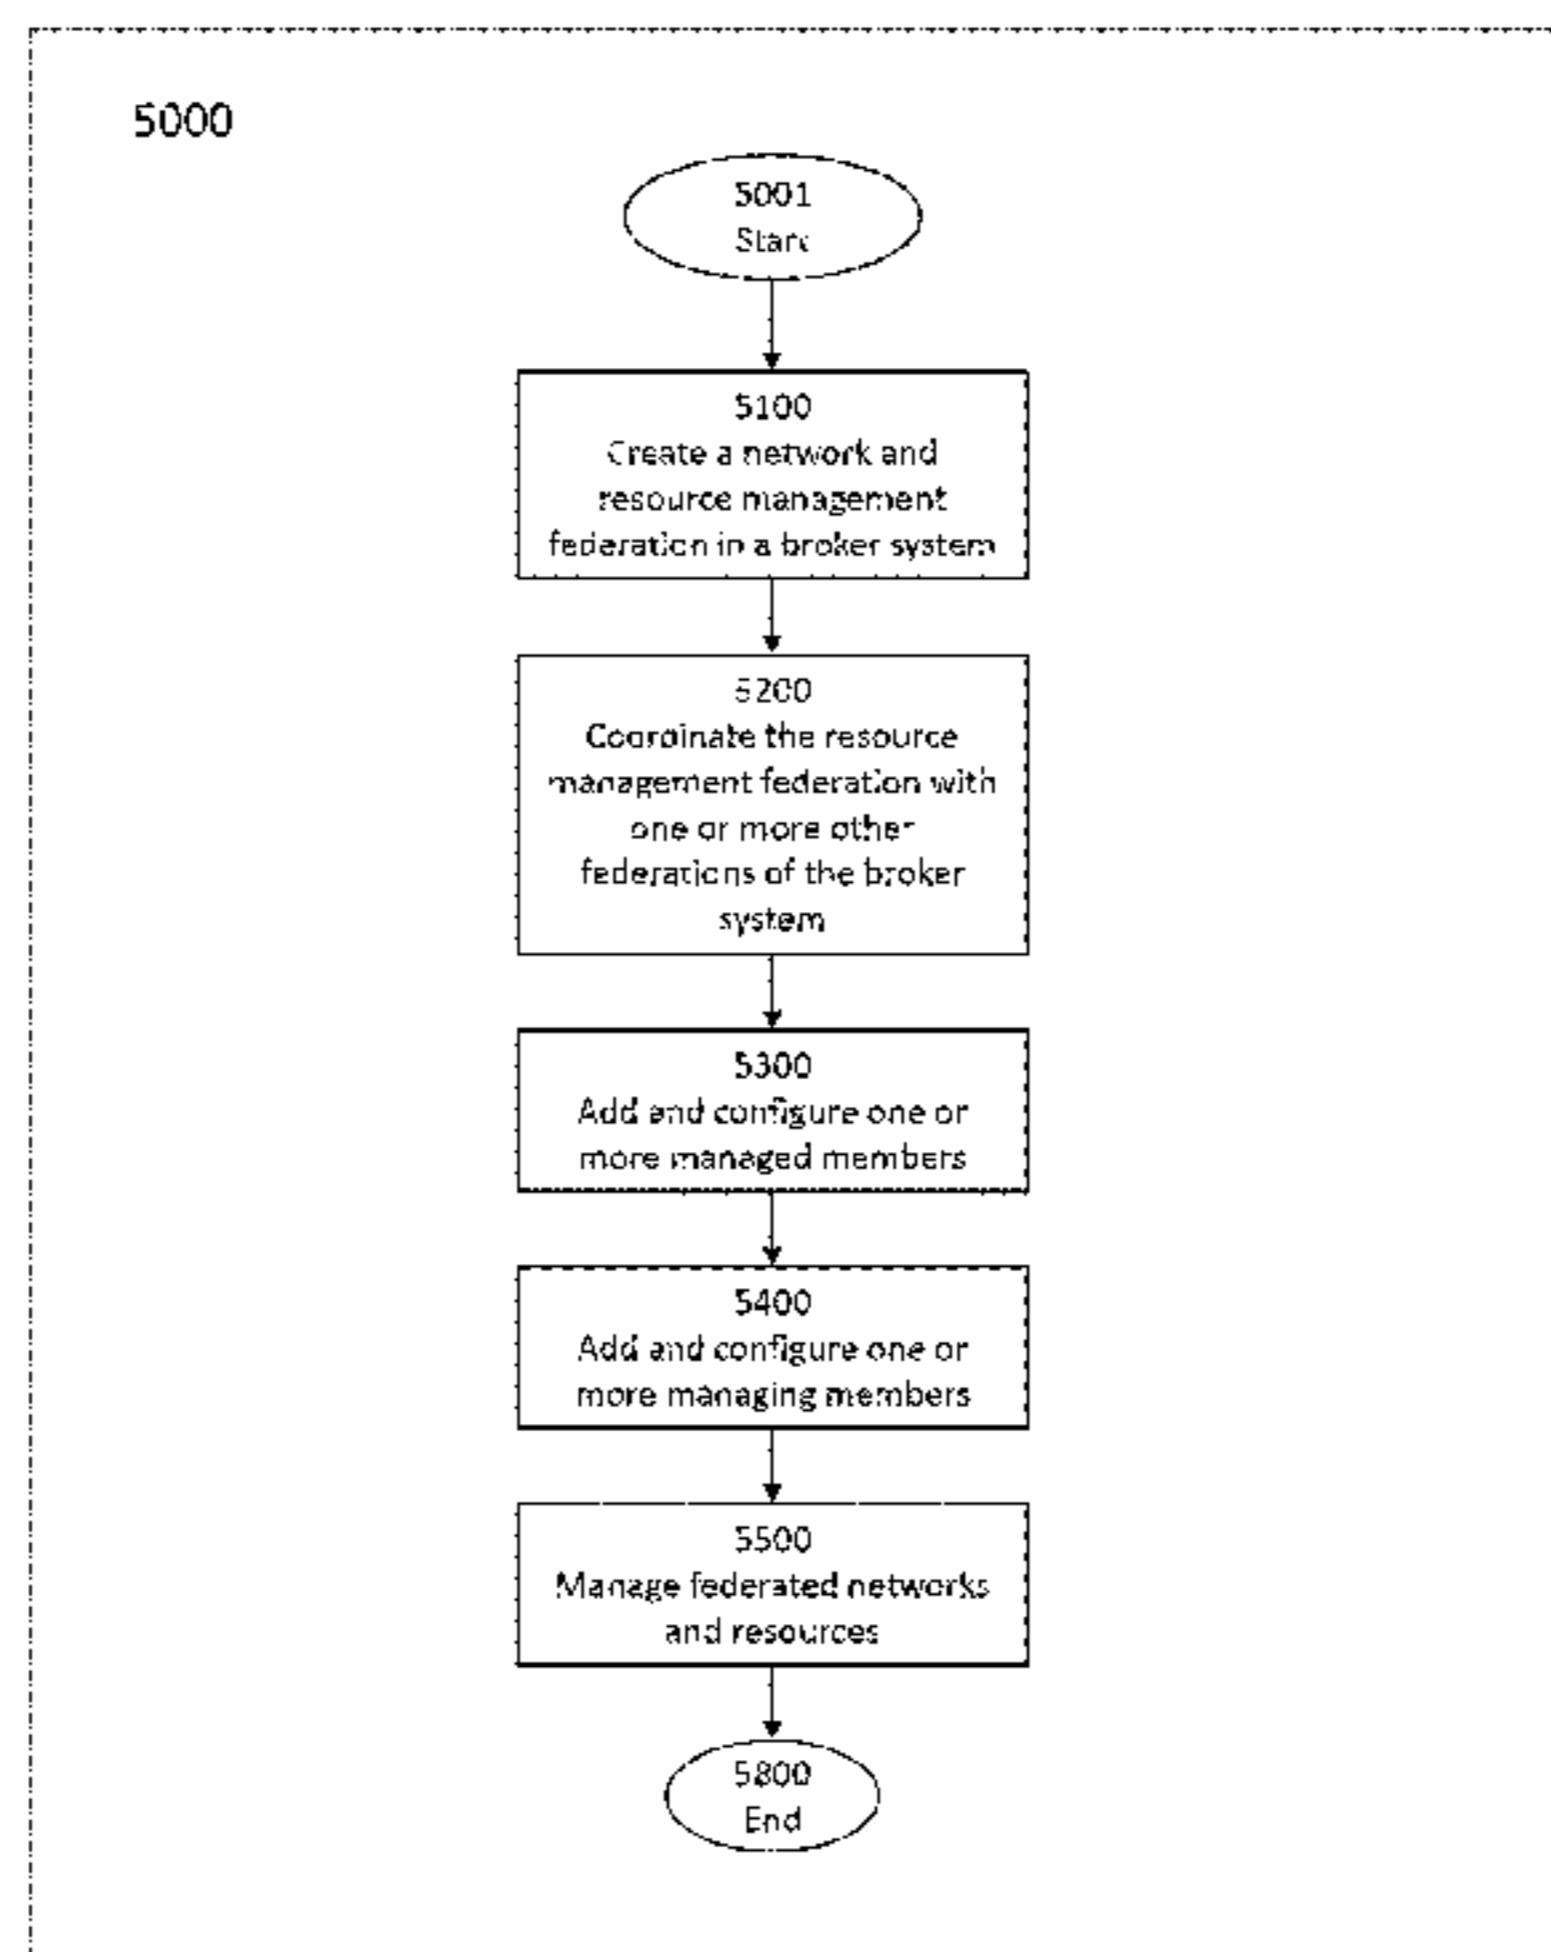 5000
5001
Start
5100
Create a network and
resource management
federation in a broker system
5200
Coordinate the resource
management federation with
one or more other
federations of the broker
system
5300
Add and configure one or
more managed members
5400
Add and configure one or
more managing members
5500
Manage federated networks
and resources
5800
End